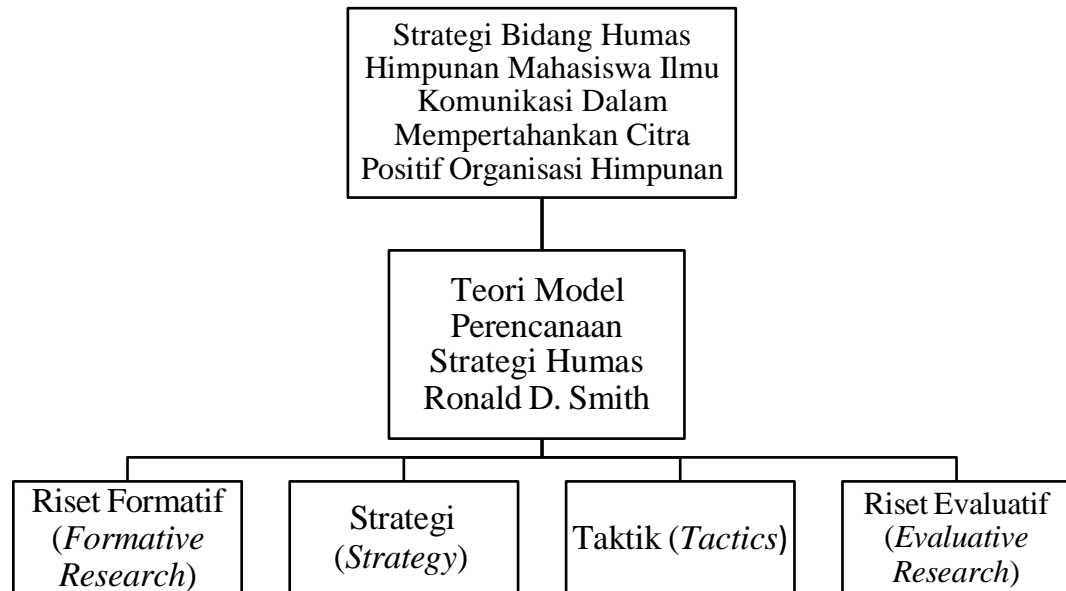 Strategi Bidang Humas
Himpunan Mahasiswa Ilmu
Komunikasi Dalam
Mempertahankan Citra
Positif Organisasi Himpunan
Teori Model
Perencanaan
Strategi Humas
Ronald D. Smith
Riset Formatif
(Formative
Research)
Strategi
(Strategy)
Taktik (Tactics)
Riset Evaluatif
(Evaluative
Research)